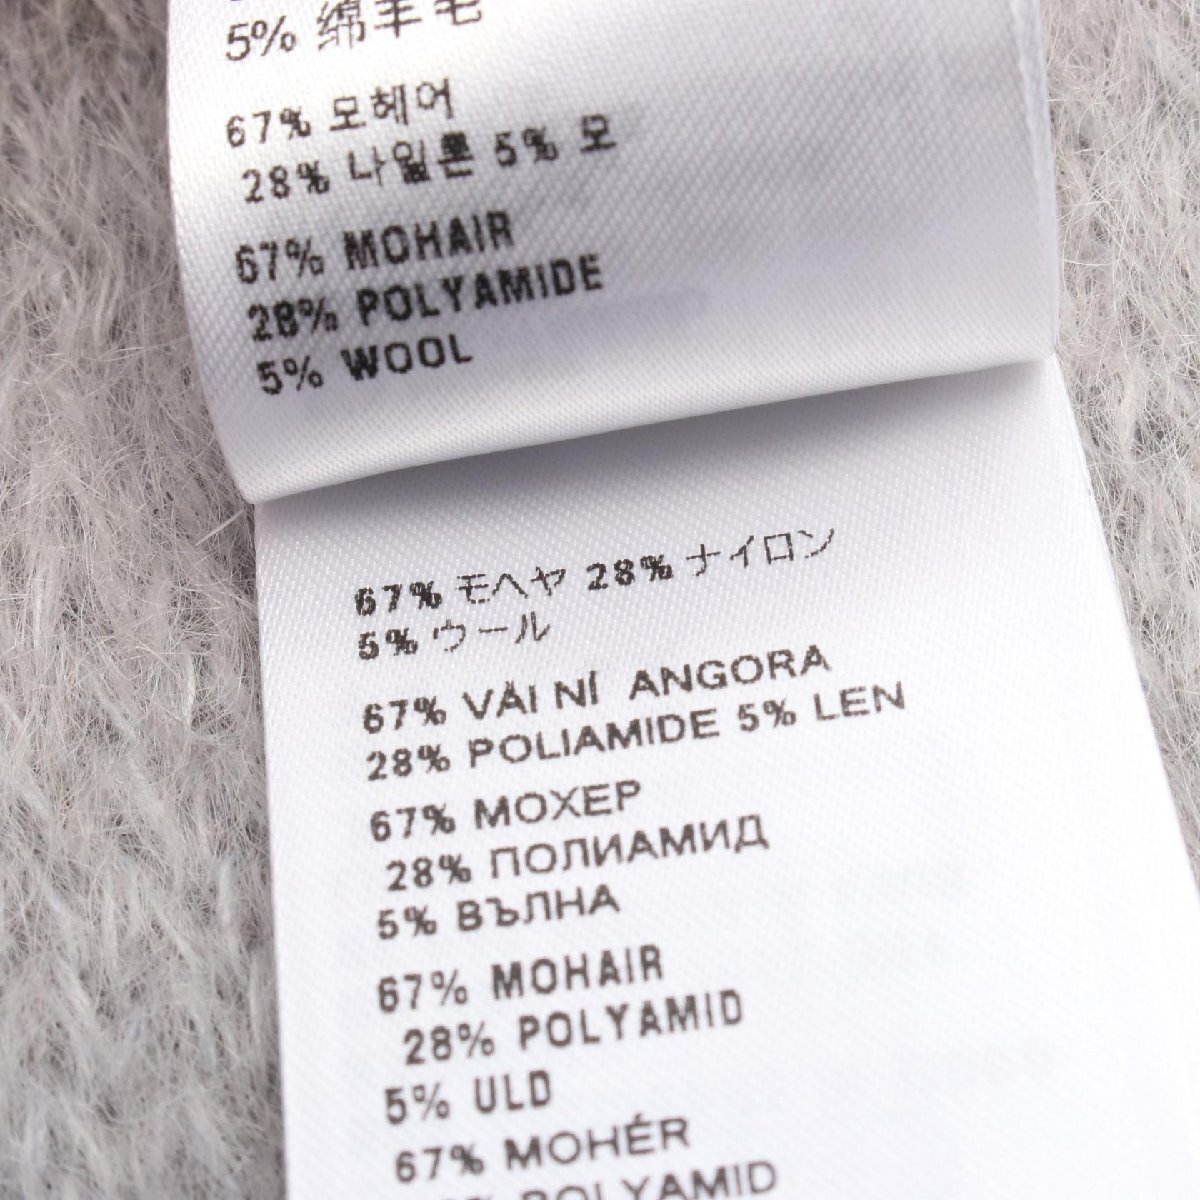 5% 绵羊毛
67% 모헤어
28% 나일론 5% 모
67% MOHAIR
28% POLYAMIDE
5% WOOL
67% モヘヤ 28% ナイロン
5% ウール
67% VẢI NỈ ANGORA
28% POLIAMIDE 5% LEN
67% МОХЕР
28% ПОЛИАМИД
5% ВЪЛНА
67% MOHAIR
28% POLYAMID
5% ULD
67% MOHÉR
POLYAMID